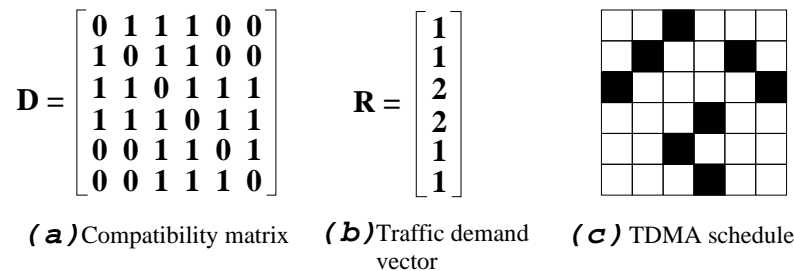 0 1 1 1 0 0
1 0 1 1 0 0
D = 1 1 0 1 1 1
1 1 1 0 1 1
0 0 1 1 0 1
0 0 1 1 1 0
R =
1
1
2
2
1
1
(a) Compatibility matrix
(b) Traffic demand
vector
(c) TDMA schedule